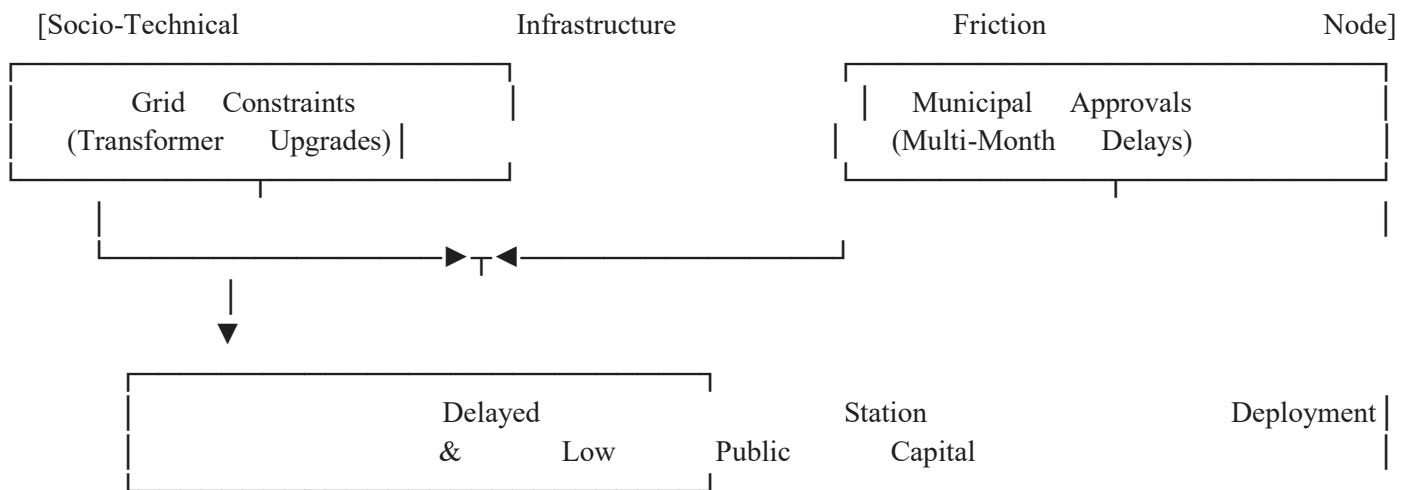 [Socio-Technical Infrastructure Friction Node]
Grid Constraints
(Transformer Upgrades)
Municipal Approvals
(Multi-Month Delays)
Delayed Station Deployment
& Low Public Capital